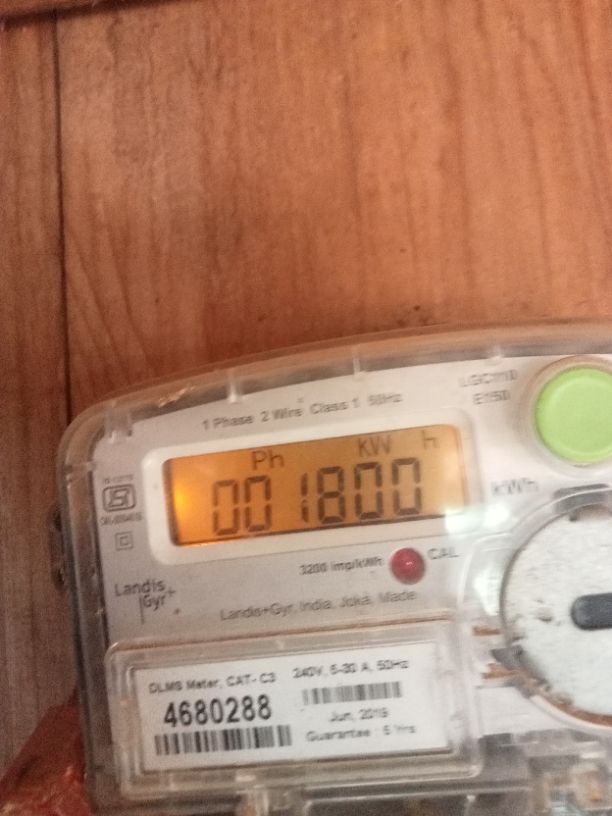 1 Phase 2 Wire Class 1 50Hz
LGC1110
E150
Ph kW h
001800
kWh
3200 imp/kWh
CAL
Landis
Gyr+
Landis+Gyr, India, Joka, Made
DLMS Meter, CAT- C3 240V, 5-30 A, 50Hz
4680288
Jun, 2019
Guarantee : 5 Yrs